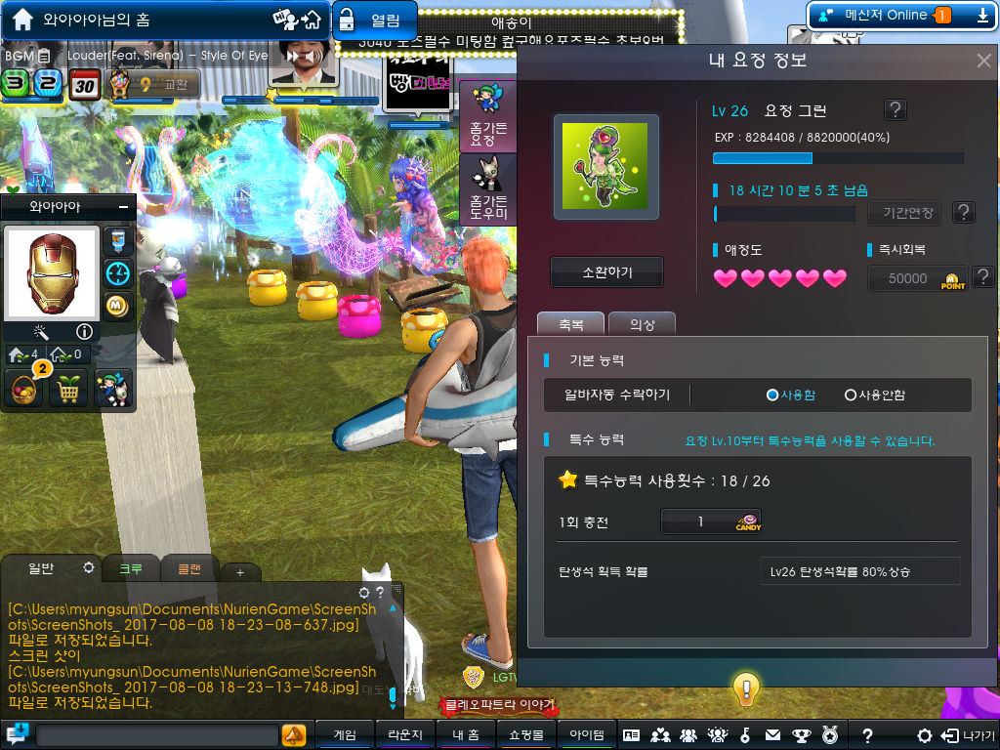 와아아아님의 홈
열림
애송이
메신저 Online 1
BGM
Louder(Feat. Sirena) - Style Of Eye
3
2
30
9 교환
홈가든
요정
홈가든
도우미
와아아아
4
0
2
내 요정 정보
Lv 26 요정 그린
?
EXP : 8284408 / 8820000(40%)
18 시간 10 분 5 초 남음
기간연장
?
애정도
즉시회복
50000 POINT
?
소환하기
축복
의상
기본 능력
알바자동 수락하기
사용함
사용안함
특수 능력
요정 Lv.10부터 특수능력을 사용할 수 있습니다.
특수능력 사용횟수 : 18 / 26
1회 충전
1 CANDY
탄생석 획득 확률
Lv26 탄생석확률 80%상승
일반
크루
클랜
+
?
[C:\Users\myungsun\Documents\NurienGame\ScreenSh
ots\ScreenShots_ 2017-08-08 18-23-08-637.jpg]
파일로 저장되었습니다.
스크린 샷이
[C:\Users\myungsun\Documents\NurienGame\ScreenSh
ots\ScreenShots_ 2017-08-08 18-23-13-748.jpg]
파일로 저장되었습니다.
클레오파트라 이야기
게임
라운지
내 홈
쇼핑몰
아이템
?
나가기